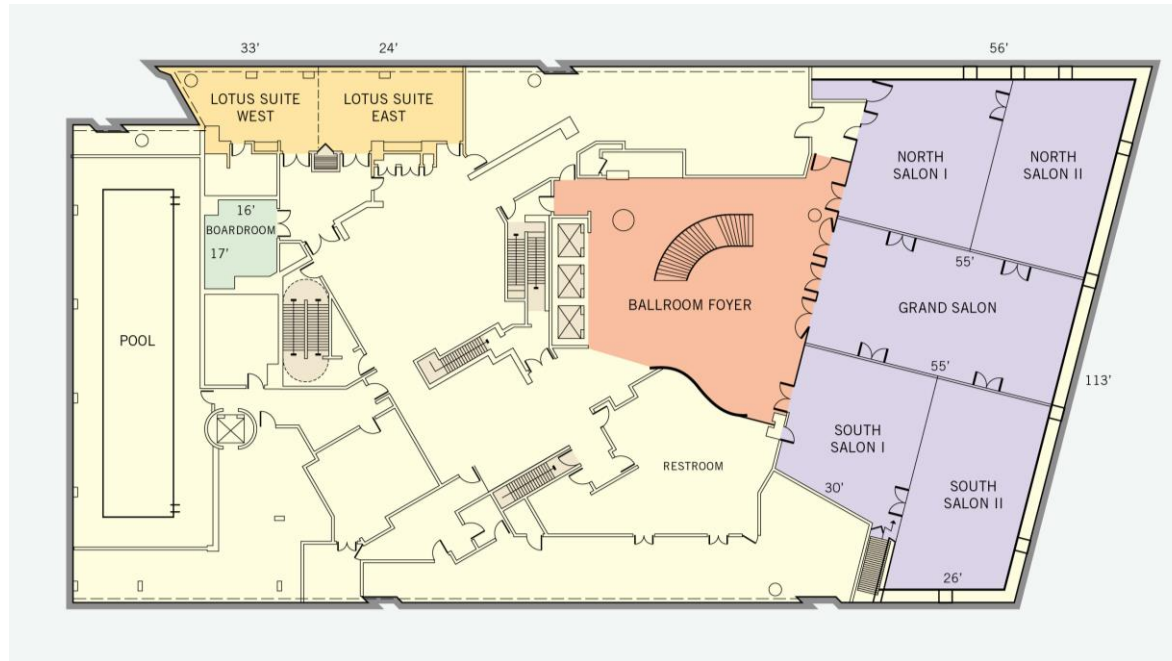 33’
24’
56’
LOTUS SUITE
WEST
LOTUS SUITE
EAST
NORTH
SALON I
NORTH
SALON II
16’
BOARDROOM
17’
55’
BALLROOM FOYER
GRAND SALON
POOL
55’
113’
SOUTH
SALON I
RESTROOM
30’
SOUTH
SALON II
26’